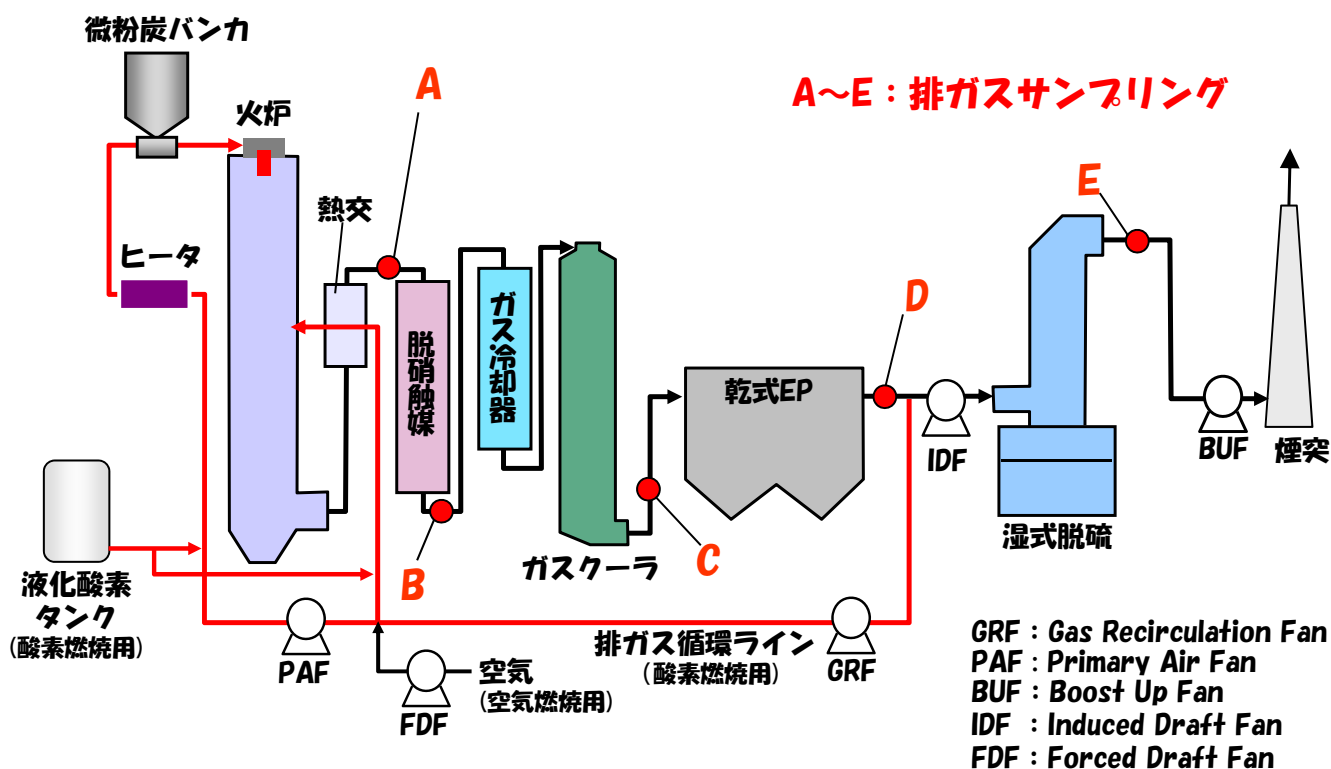 微粉炭バンカ
A
A～E：排ガスサンプリング
火炉
E
熱交
ヒータ
D
ガス冷却器
脱硝触媒
乾式EP
IDF
BUF
煙突
湿式脱硫
C
B
ガスクーラ
液化酸素
タンク
(酸素燃焼用)
PAF
排ガス循環ライン
(酸素燃焼用)
GRF
空気
(空気燃焼用)
FDF
GRF：Gas Recirculation Fan
PAF：Primary Air Fan
BUF：Boost Up Fan
IDF ：Induced Draft Fan
FDF：Forced Draft Fan